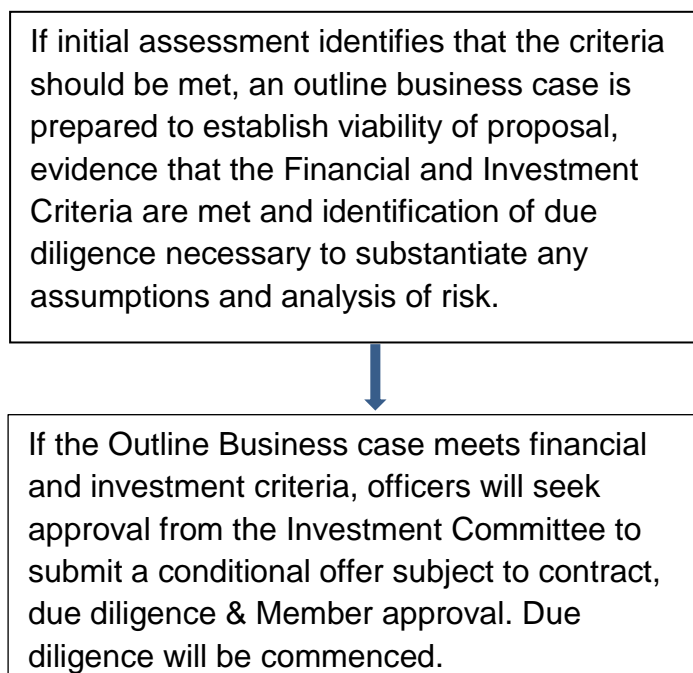 If initial assessment identifies that the criteria
should be met, an outline business case is
prepared to establish viability of proposal,
evidence that the Financial and Investment
Criteria are met and identification of due
diligence necessary to substantiate any
assumptions and analysis of risk.
If the Outline Business case meets financial
and investment criteria, officers will seek
approval from the Investment Committee to
submit a conditional offer subject to contract,
due diligence & Member approval. Due
diligence will be commenced.